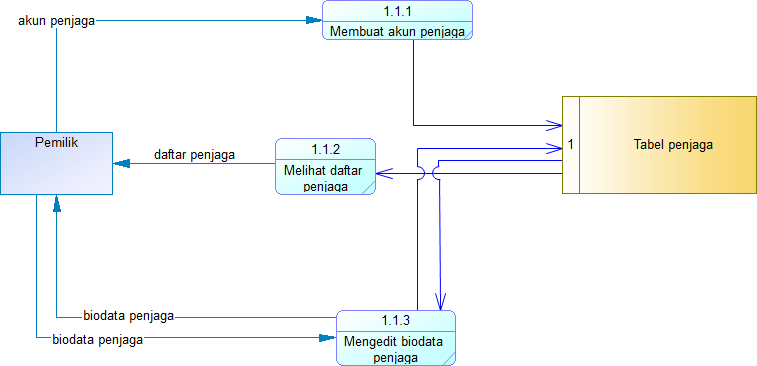 akun penjaga
1.1.1
Membuat akun penjaga
Pemilik
daftar penjaga
1.1.2
Melihat daftar
penjaga
1
Tabel penjaga
biodata penjaga
biodata penjaga
1.1.3
Mengedit biodata
penjaga